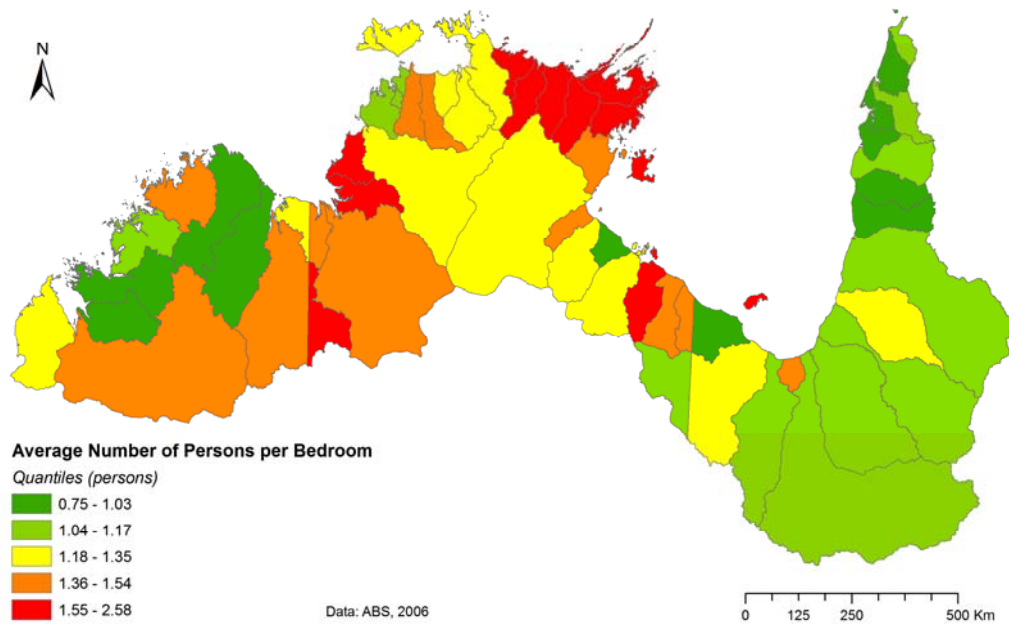 N
Average Number of Persons per Bedroom
Quantiles (persons)
0.75 - 1.03
1.04 - 1.17
1.18 - 1.35
1.36 - 1.54
1.55 - 2.58
Data: ABS, 2006
0 125 250 500 Km